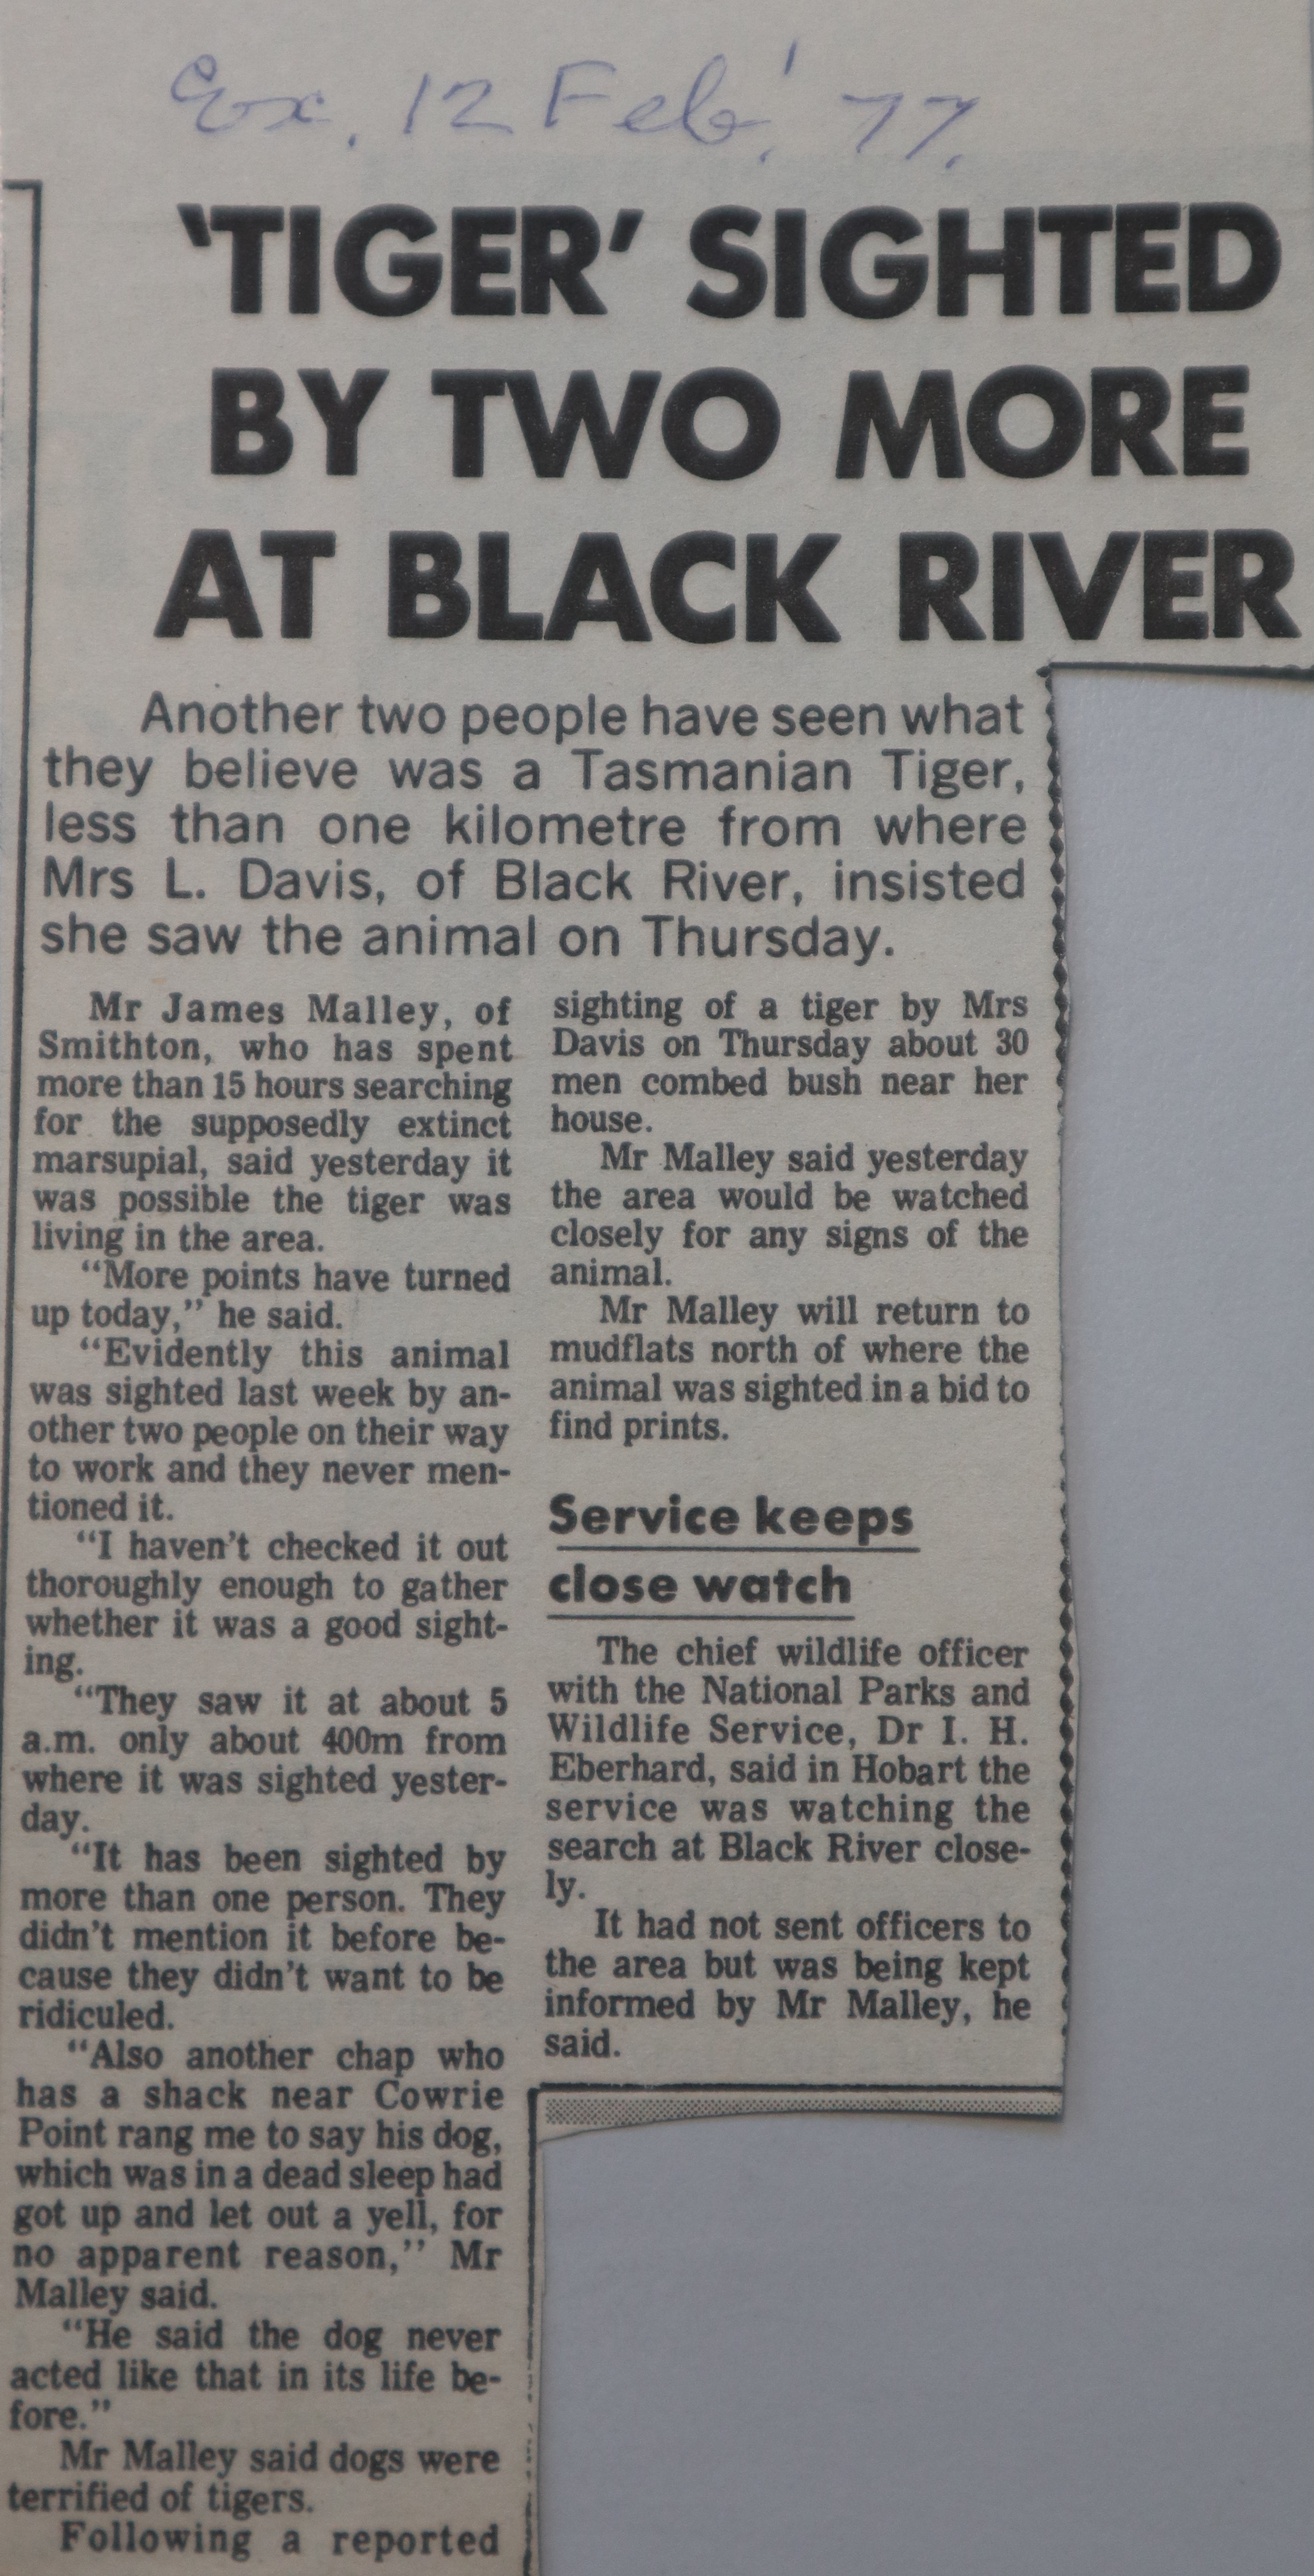 Ex. 12 Feb' 77.
'TIGER' SIGHTED
BY TWO MORE
AT BLACK RIVER
Another two people have seen what
they believe was a Tasmanian Tiger,
less than one kilometre from where
Mrs L. Davis, of Black River, insisted
she saw the animal on Thursday.
Mr James Malley, of
Smithton, who has spent
more than 15 hours searching
for the supposedly extinct
marsupial, said yesterday it
was possible the tiger was
living in the area.
"More points have turned
up today," he said.
"Evidently this animal
was sighted last week by an-
other two people on their way
to work and they never men-
tioned it.
"I haven't checked it out
thoroughly enough to gather
whether it was a good sight-
ing.
"They saw it at about 5
a.m. only about 400m from
where it was sighted yester-
day.
"It has been sighted by
more than one person. They
didn't mention it before be-
cause they didn't want to be
ridiculed.
"Also another chap who
has a shack near Cowrie
Point rang me to say his dog,
which was in a dead sleep had
got up and let out a yell, for
no apparent reason," Mr
Malley said.
"He said the dog never
acted like that in its life be-
fore."
Mr Malley said dogs were
terrified of tigers.
Following a reported
sighting of a tiger by Mrs
Davis on Thursday about 30
men combed bush near her
house.
Mr Malley said yesterday
the area would be watched
closely for any signs of the
animal.
Mr Malley will return to
mudflats north of where the
animal was sighted in a bid to
find prints.
Service keeps
close watch
The chief wildlife officer
with the National Parks and
Wildlife Service, Dr I. H.
Eberhard, said in Hobart the
service was watching the
search at Black River close-
ly.
It had not sent officers to
the area but was being kept
informed by Mr Malley, he
said.